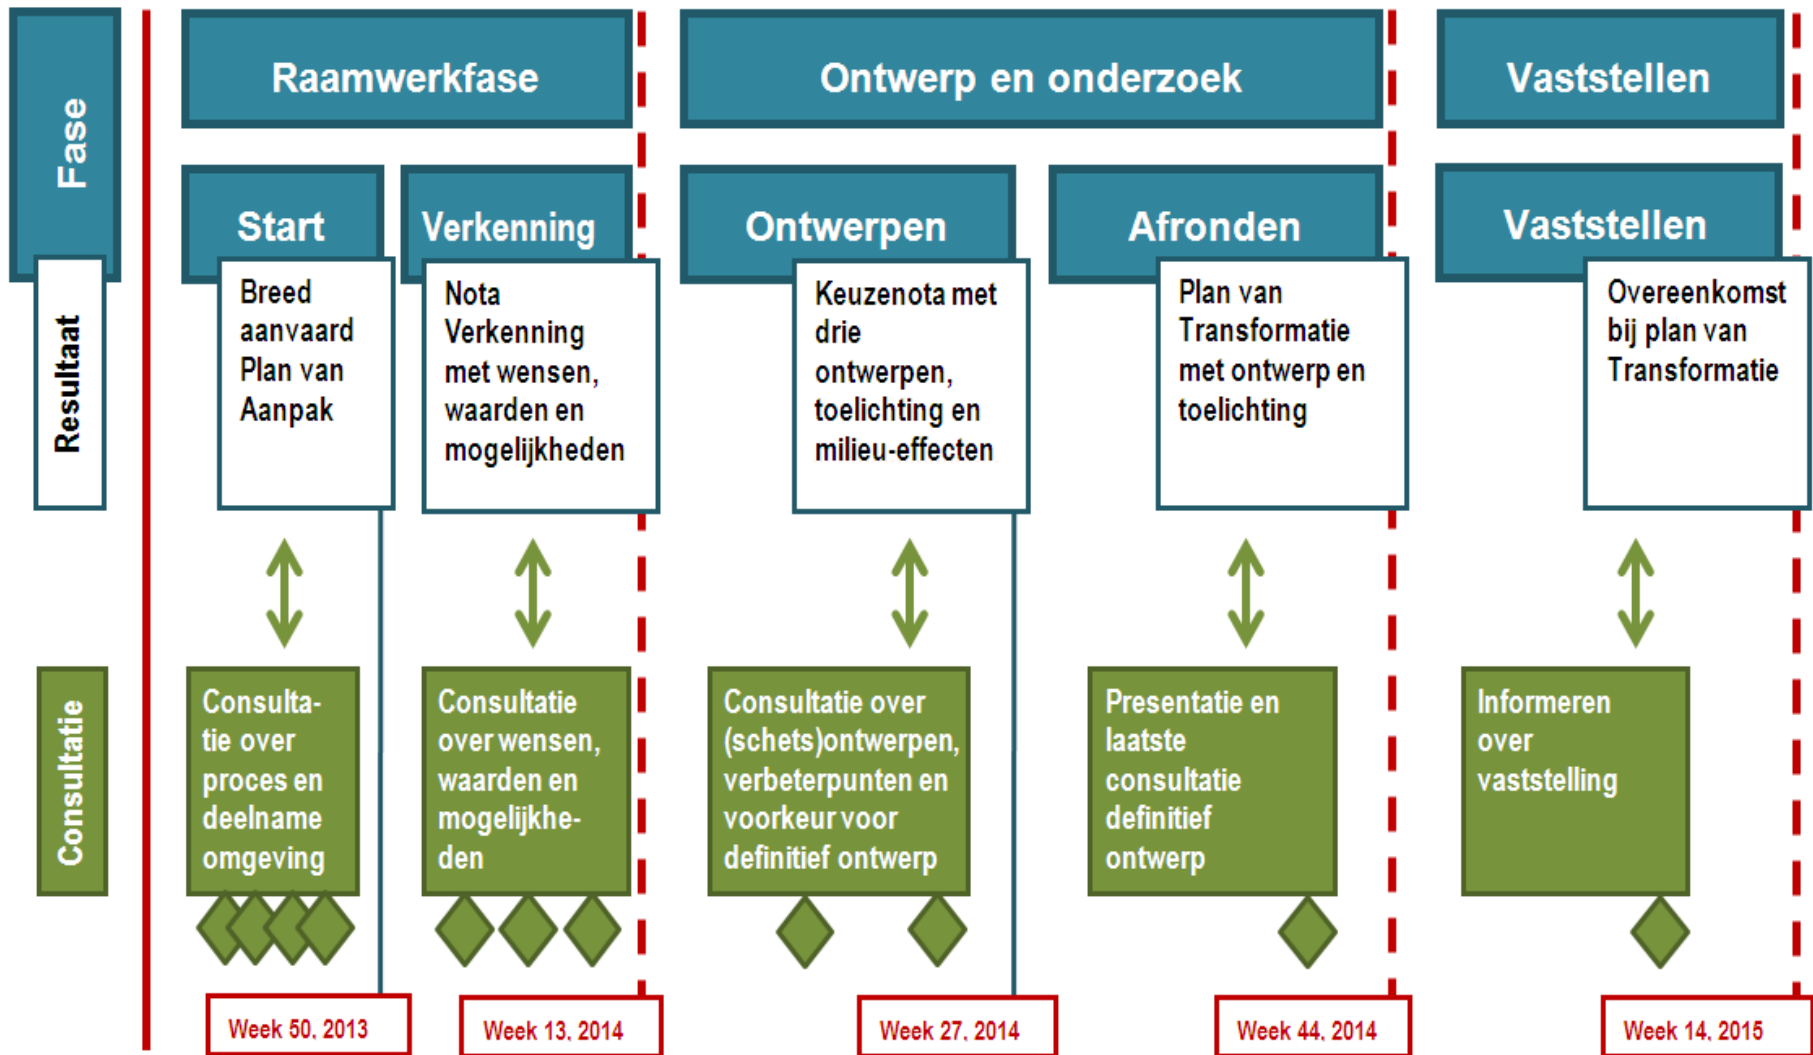 Fase
Raamwerkfase
Ontwerp en onderzoek
Vaststellen
Start
Verkenning
Ontwerpen
Afronden
Vaststellen
Resultaat
Breed
aanvaard
Plan van
Aanpak
Nota
Verkenning
met wensen,
waarden en
mogelijkheden
Keuzenota met
drie
ontwerpen,
toelichting en
milieu-effecten
Plan van
Transformatie
met ontwerp en
toelichting
Overeenkomst
bij plan van
Transformatie
Consultatie
Consulta-
tie over
proces en
deelname
omgeving
Consultatie
over wensen,
waarden en
mogelijkhe-
den
Consultatie over
(schets)ontwerpen,
verbeterpunten en
voorkeur voor
definitief ontwerp
Presentatie en
laatste
consultatie
definitief
ontwerp
Informeren
over
vaststelling
Week 50, 2013
Week 13, 2014
Week 27, 2014
Week 44, 2014
Week 14, 2015